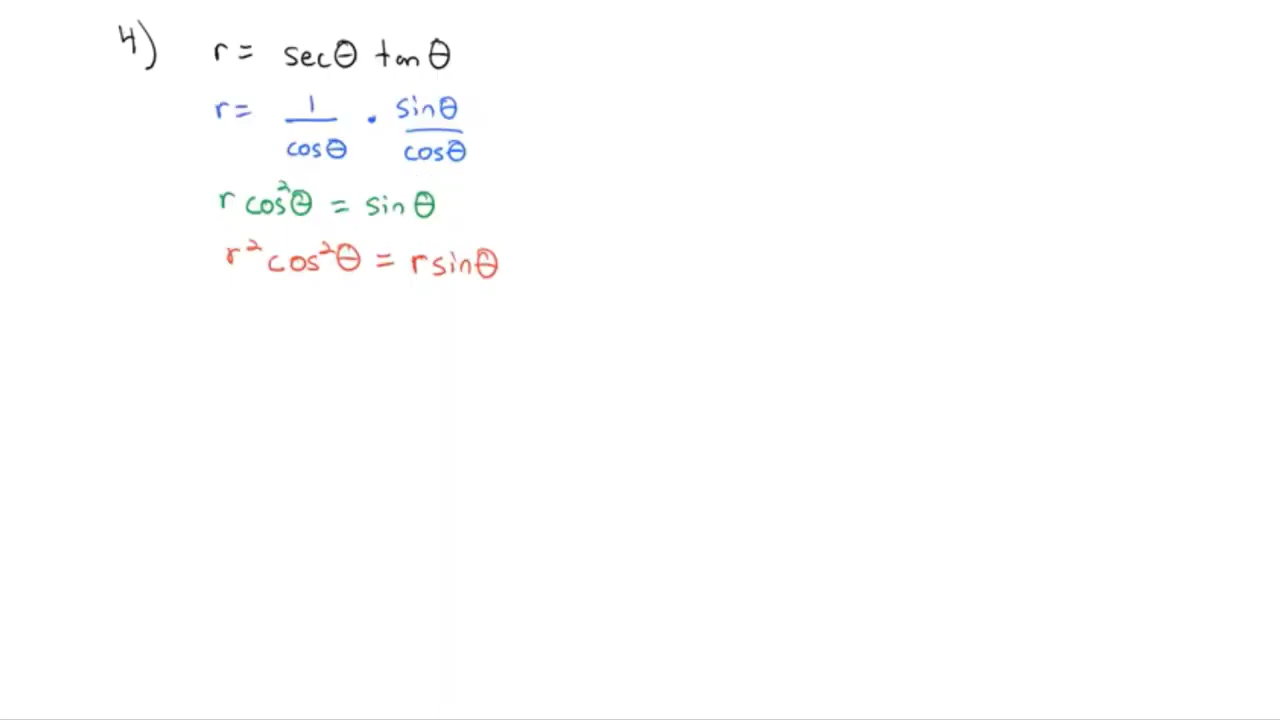 4) r = secθ tanθ
r = 1/cosθ · sinθ/cosθ
r cos²θ = sinθ
r² cos²θ = r sinθ